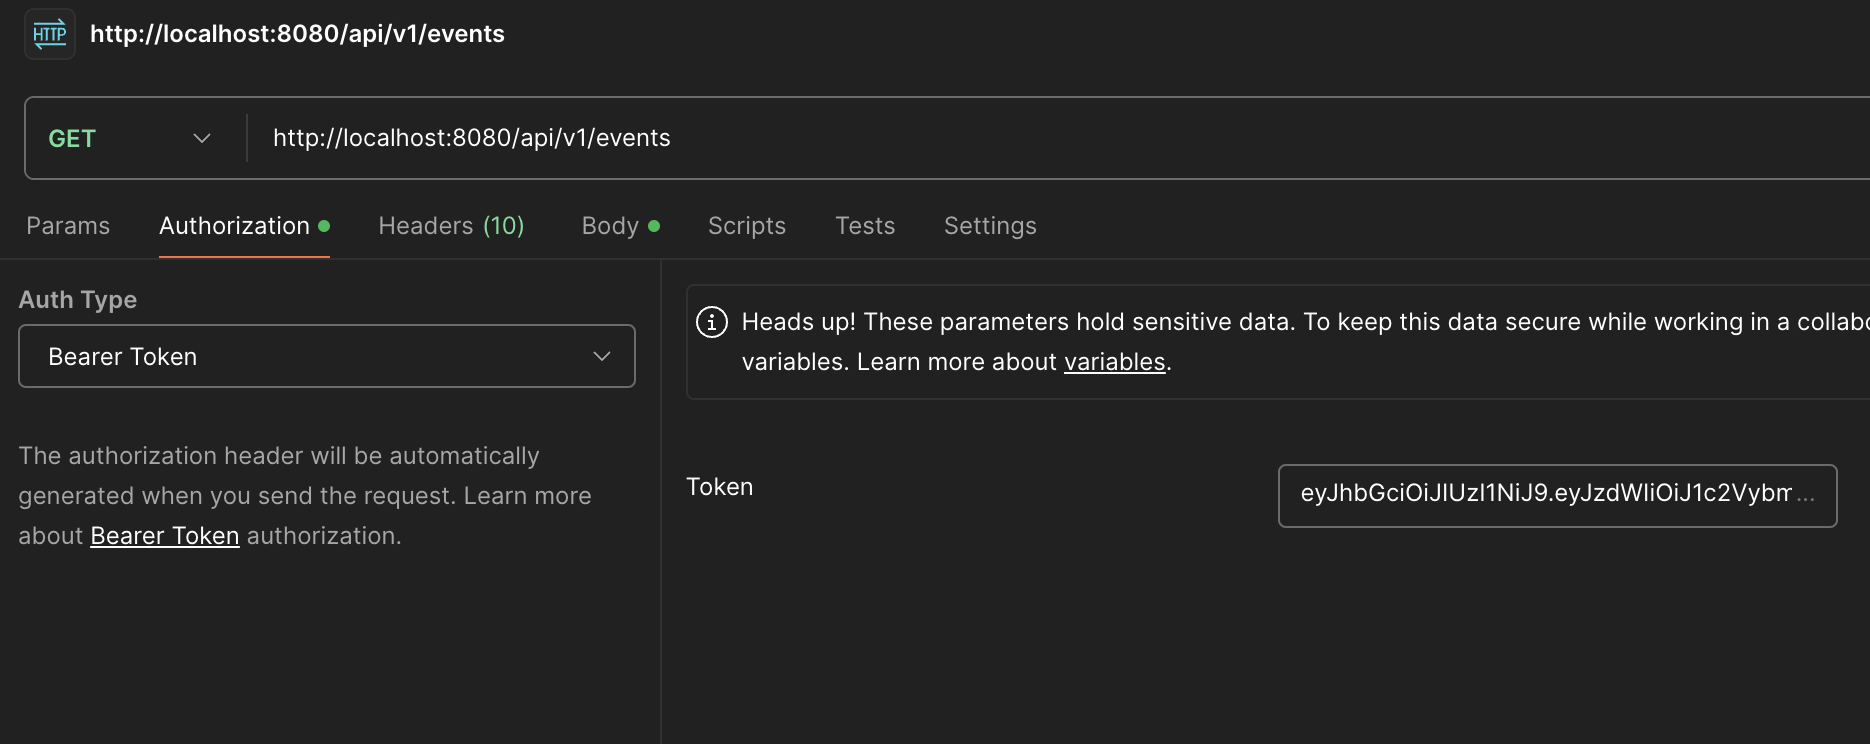 HTTP
http://localhost:8080/api/v1/events
GET
http://localhost:8080/api/v1/events
Params Authorization Headers (10) Body Scripts Tests Settings
Auth Type
Bearer Token
The authorization header will be automatically
generated when you send the request. Learn more
about Bearer Token authorization.
Heads up! These parameters hold sensitive data. To keep this data secure while working in a collabo
variables. Learn more about variables.
Token
eyJhbGciOiJIUzI1NiJ9.eyJzdWIiOiJ1c2Vybm...